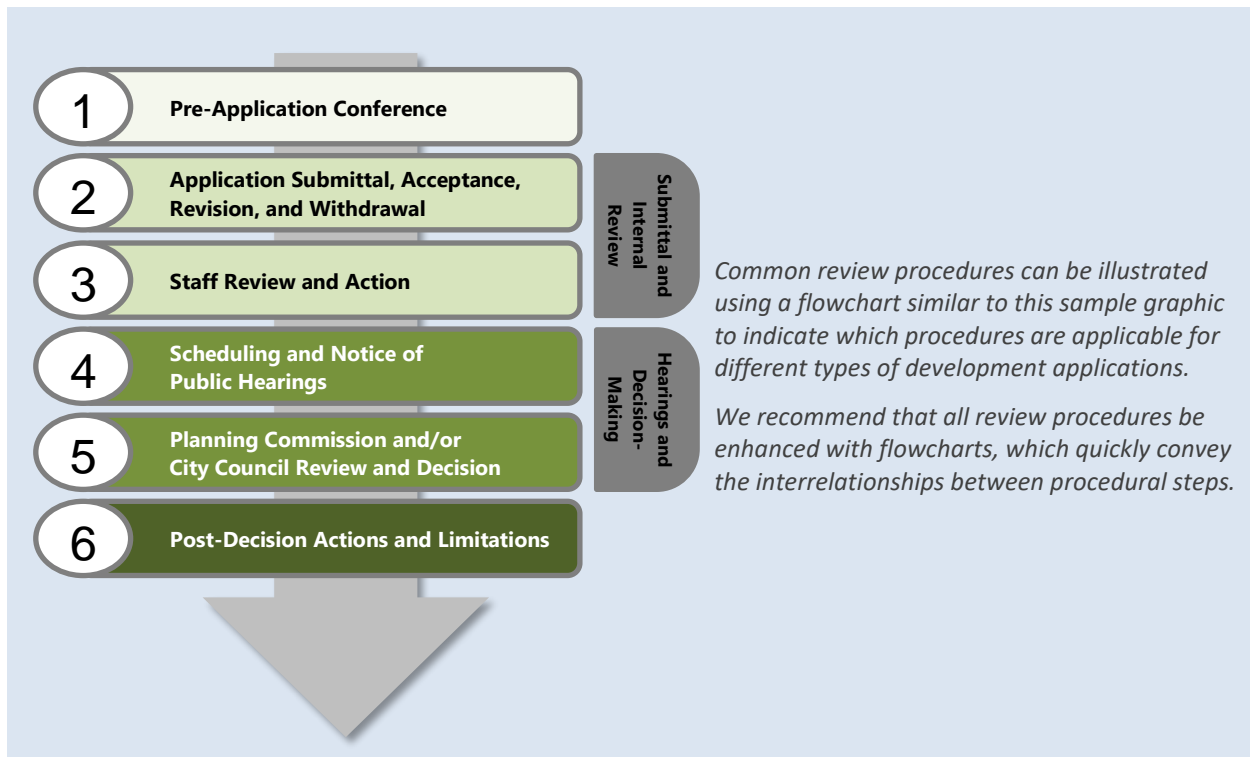 1
Pre-Application Conference
2
Application Submittal, Acceptance,
Revision, and Withdrawal
3
Staff Review and Action
Submittal and
Internal
Review
4
Scheduling and Notice of
Public Hearings
5
Planning Commission and/or
City Council Review and Decision
Hearings and
Decision-
Making
6
Post-Decision Actions and Limitations
Common review procedures can be illustrated
using a flowchart similar to this sample graphic
to indicate which procedures are applicable for
different types of development applications.
We recommend that all review procedures be
enhanced with flowcharts, which quickly convey
the interrelationships between procedural steps.